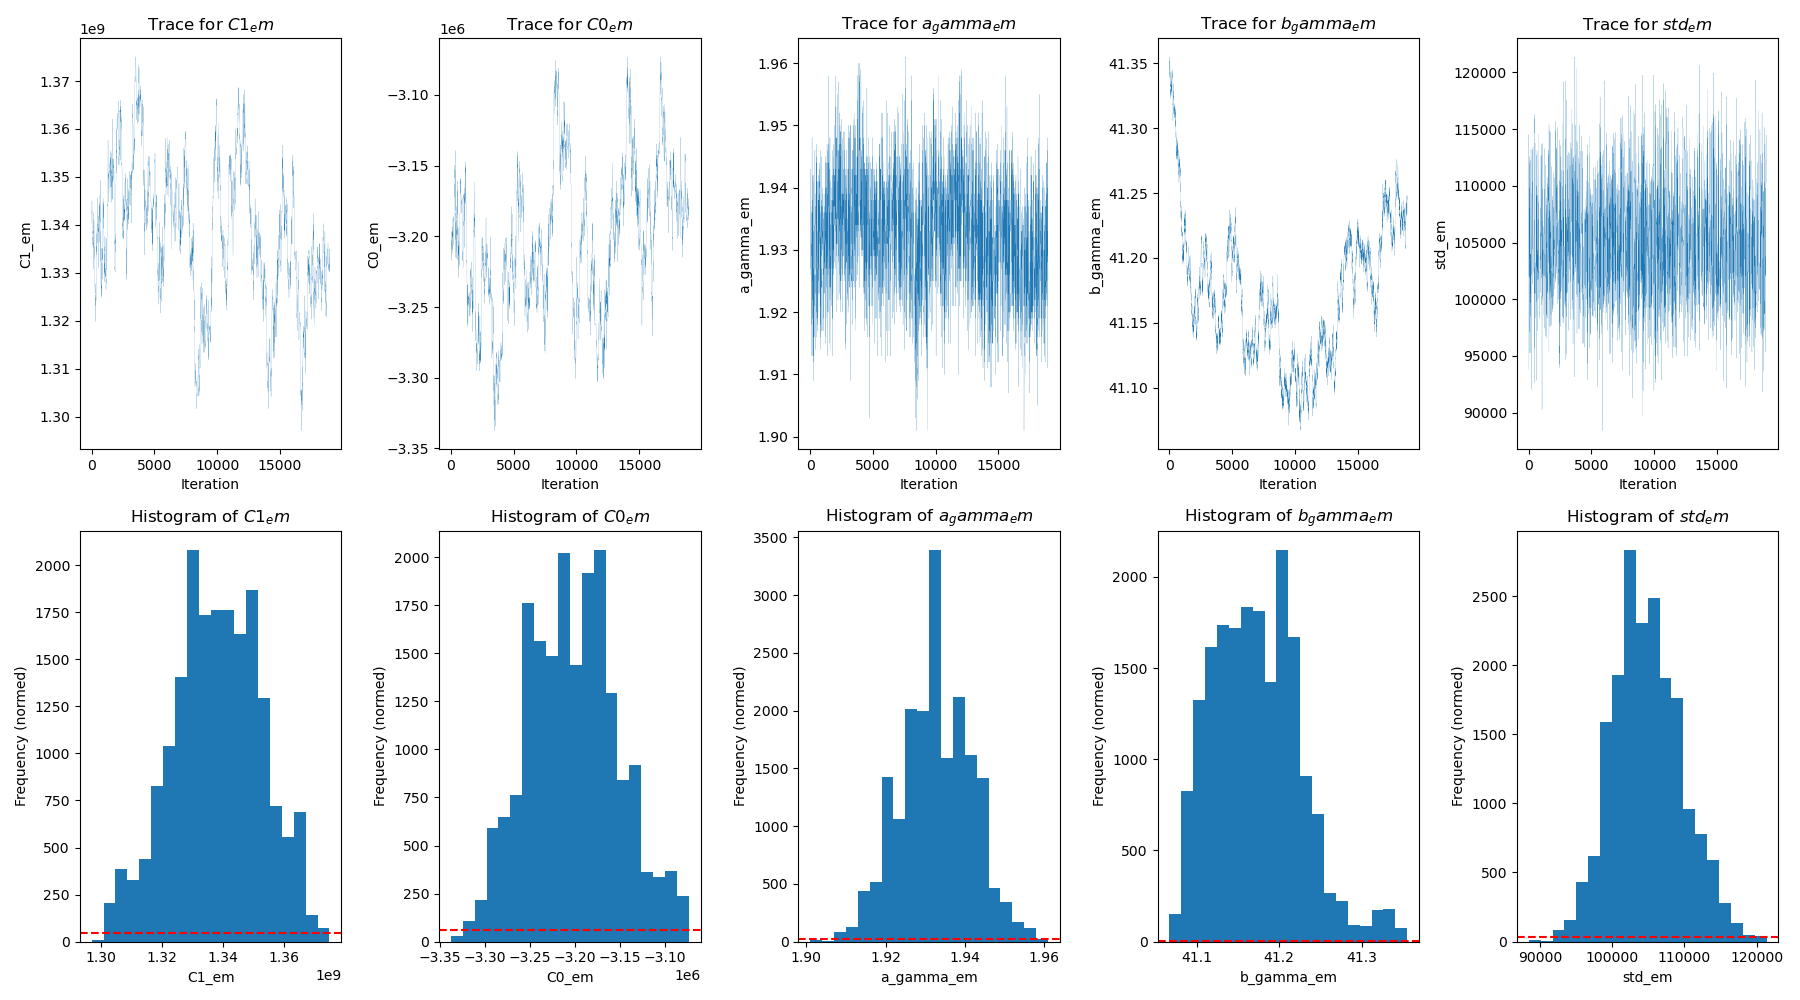 Trace for C1ₑm
1e9
C1_em
1.37
1.36
1.35
1.34
1.33
1.32
1.31
1.30
0 5000 10000 15000
Iteration
Trace for C0ₑm
1e6
C0_em
−3.10
−3.15
−3.20
−3.25
−3.30
−3.35
0 5000 10000 15000
Iteration
Trace for a_gamma_em
a_gamma_em
1.96
1.95
1.94
1.93
1.92
1.91
1.90
0 5000 10000 15000
Iteration
Trace for b_gamma_em
b_gamma_em
41.35
41.30
41.25
41.20
41.15
41.10
0 5000 10000 15000
Iteration
Trace for stdₑm
std_em
120000
115000
110000
105000
100000
95000
90000
0 5000 10000 15000
Iteration
Histogram of C1ₑm
Frequency (normed)
2000
1750
1500
1250
1000
750
500
250
0
1.30 1.32 1.34 1.36
1e9
C1_em
Histogram of C0ₑm
Frequency (normed)
2000
1750
1500
1250
1000
750
500
250
0
−3.35 −3.30 −3.25 −3.20 −3.15 −3.10
1e6
C0_em
Histogram of a_gamma_em
Frequency (normed)
3500
3000
2500
2000
1500
1000
500
0
1.90 1.92 1.94 1.96
a_gamma_em
Histogram of b_gamma_em
Frequency (normed)
2000
1500
1000
500
0
41.1 41.2 41.3
b_gamma_em
Histogram of stdₑm
Frequency (normed)
2500
2000
1500
1000
500
0
90000 100000 110000 120000
std_em